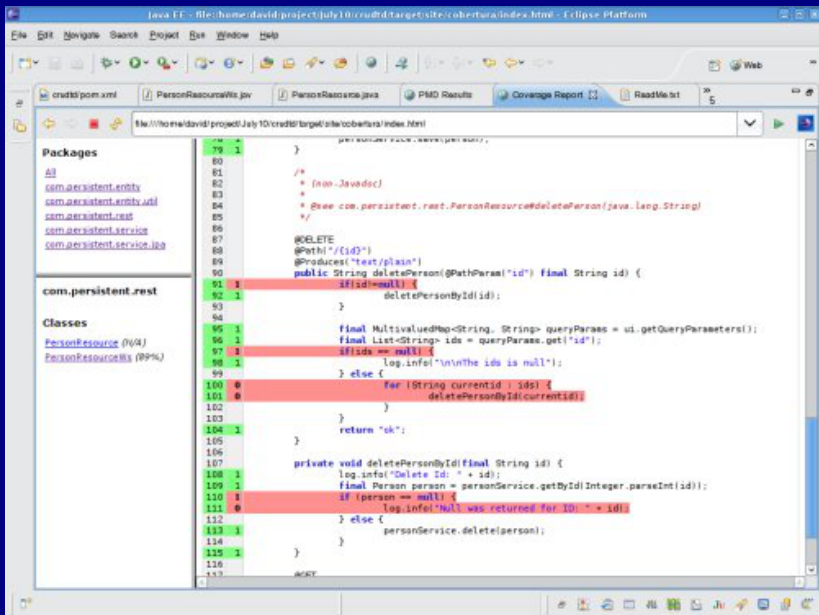 Java EE - file:/home/david/project/July10/crudtd/target/site/cobertura/index.html - Eclipse Platform
File Edit Navigate Search Project Run Window Help
Web
crudtd/pom.xml PersonResourceWs.jav PersonResource.java PMD Results Coverage Report ReadMe.txt »5
file:///home/david/project/July10/crudtd/target/site/cobertura/index.html
Packages
All
com.persistent.entity
com.persistent.entity.util
com.persistent.rest
com.persistent.service
com.persistent.service.jpa
com.persistent.rest
Classes
PersonResource (N/A)
PersonResourceWs (89%)
78 1 personService.save(person);
79 1 }
80
81 /*
82 * (non-Javadoc)
83 *
84 * @see com.persistent.rest.PersonResource#deletePerson(java.lang.String)
85 */
86
87 @DELETE
88 @Path("/{id}")
89 @Produces("text/plain")
90 public String deletePerson(@PathParam("id") final String id) {
91 1 if(id!=null) {
92 1 deletePersonById(id);
93 }
94
95 1 final MultivaluedMap<String, String> queryParams = ui.getQueryParameters();
96 1 final List<String> ids = queryParams.get("id");
97 1 if(ids == null) {
98 1 log.info("\n\nThe ids is null");
99 } else {
100 0 for (String currentid : ids) {
101 0 deletePersonById(currentid);
102 }
103 }
104 1 return "ok";
105 }
106
107 private void deletePersonById(final String id) {
108 1 log.info("Delete Id: " + id);
109 1 final Person person = personService.getById(Integer.parseInt(id));
110 1 if (person == null) {
111 0 log.info("Null was returned for ID: " + id);
112 } else {
113 1 personService.delete(person);
114 }
115 1 }
116
117 @GET